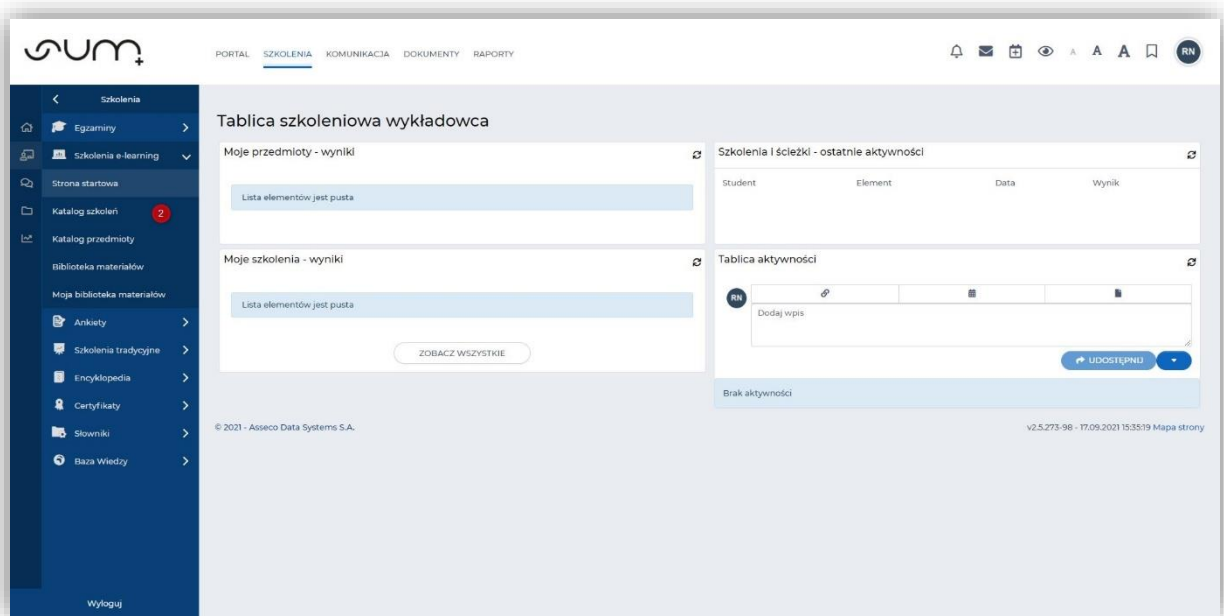 sum+
PORTAL SZKOLENIA KOMUNIKACJA DOKUMENTY RAPORTY
A A A
RN
Szkolenia
Egzaminy
Szkolenia e-learning
Strona startowa
Katalog szkoleń 2
Katalog przedmioty
Biblioteka materiałów
Moja biblioteka materiałów
Ankiety
Szkolenia tradycyjne
Encyklopedia
Certyfikaty
Słowniki
Baza Wiedzy
Wyloguj
Tablica szkoleniowa wykładowca
Moje przedmioty - wyniki
Lista elementów jest pusta
Szkolenia i ścieżki - ostatnie aktywności
Student Element Data Wynik
Moje szkolenia - wyniki
Lista elementów jest pusta
ZOBACZ WSZYSTKIE
Tablica aktywności
RN
Dodaj wpis
UDOSTĘPNIJ
Brak aktywności
© 2021 - Asseco Data Systems S.A.
v2.5.273-98 - 17.09.2021 15:35:19 Mapa strony